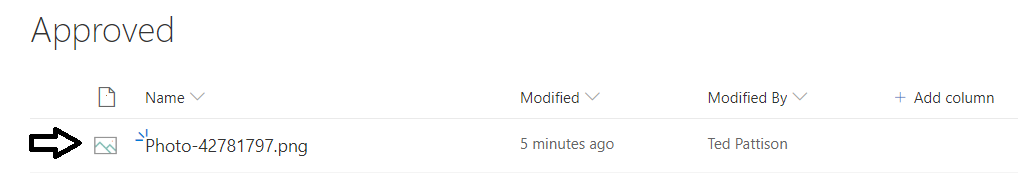 Approved
Name Modified Modified By + Add column
Photo-42781797.png 5 minutes ago Ted Pattison